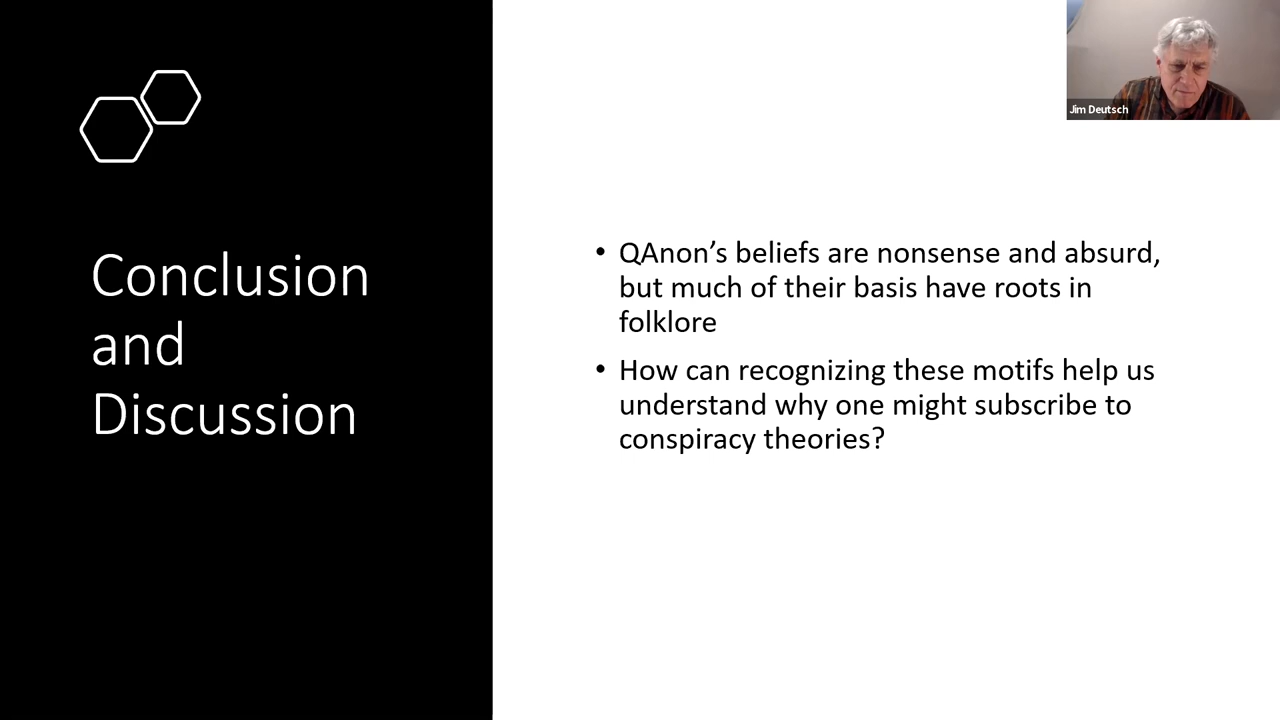 Jim Deutsch
Conclusion
and
Discussion
• QAnon’s beliefs are nonsense and absurd,
but much of their basis have roots in
folklore
• How can recognizing these motifs help us
understand why one might subscribe to
conspiracy theories?